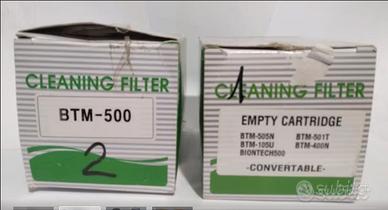 CLEANING FILTER
BTM-500
2
CLEANING FILTER
1
EMPTY CARTRIDGE
BTM-505N BTM-501T
BTM-105U BTM-400N
BIONTECH500
-CONVERTABLE-
subito